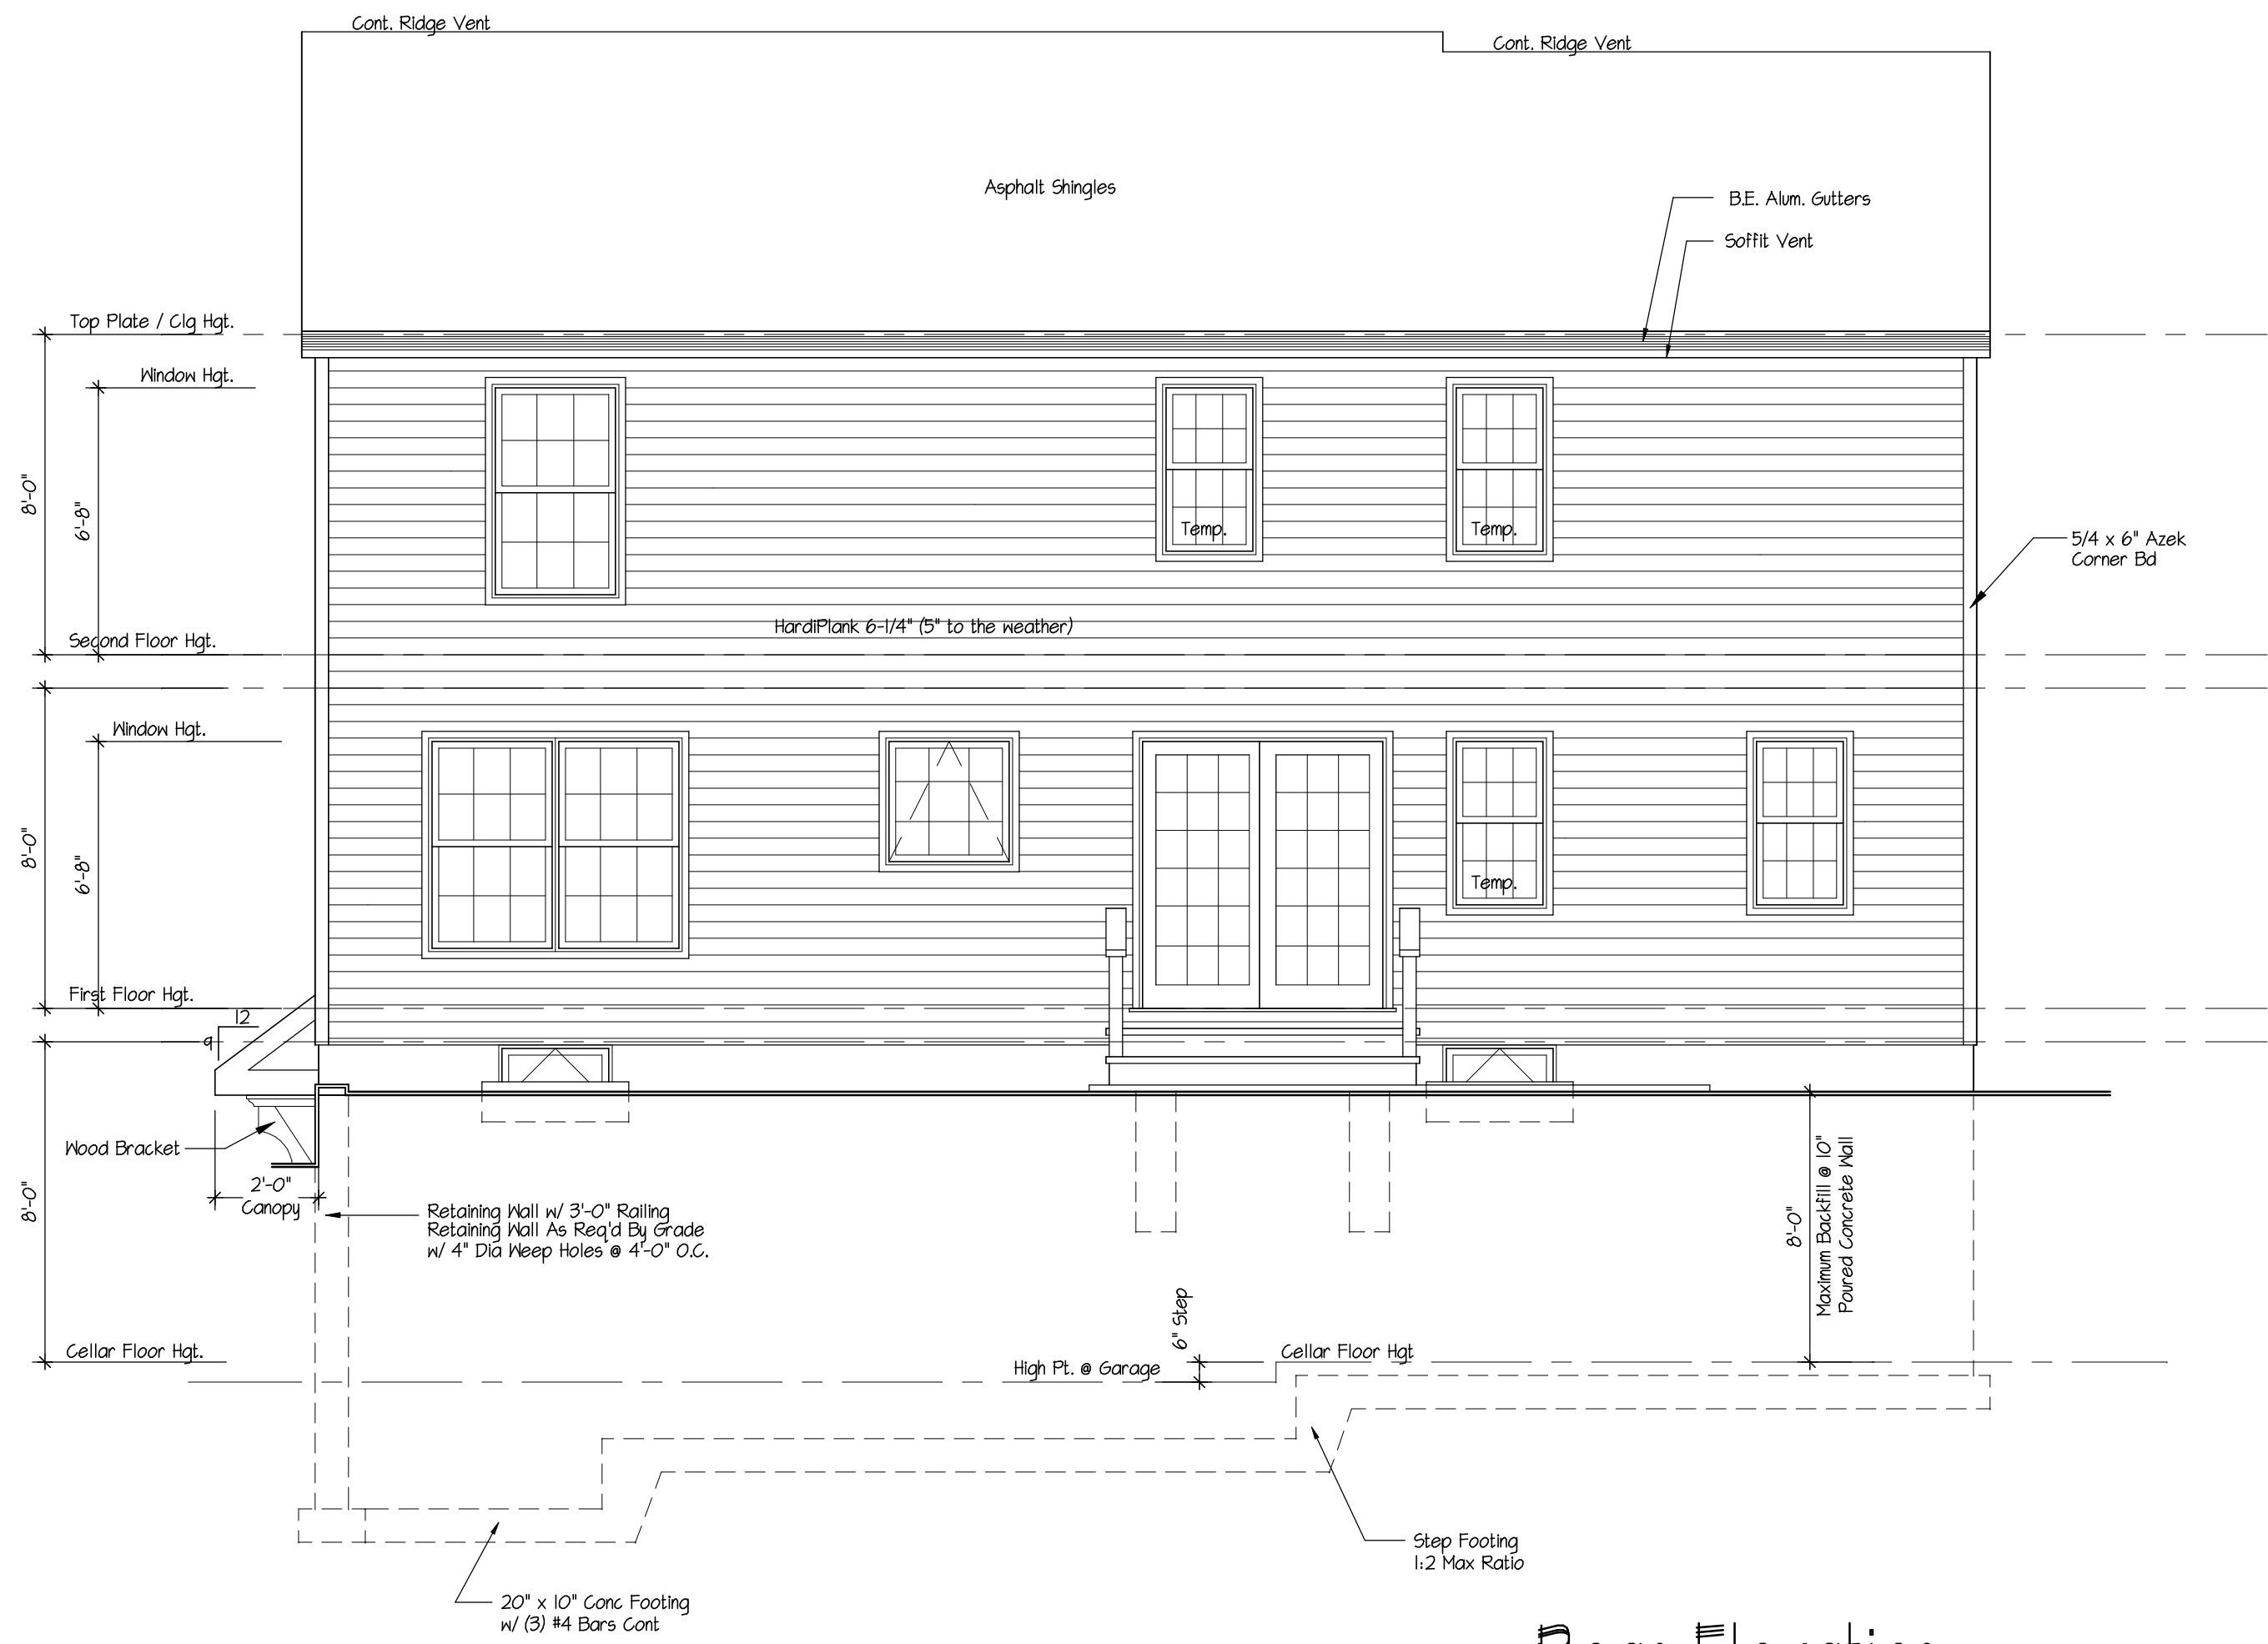 Cont. Ridge Vent
Cont. Ridge Vent
Asphalt Shingles
B.E. Alum. Gutters
Soffit Vent
Top Plate / Clg Hgt.
Window Hgt.
8'-0"
6'-8"
Temp.
Temp.
5/4 x 6" Azek
Corner Bd
HardiPlank 6-1/4" (5" to the weather)
Second Floor Hgt.
Window Hgt.
8'-0"
6'-8"
Temp.
First Floor Hgt.
12
9
Wood Bracket
2'-0"
Canopy
8'-0"
Retaining Wall w/ 3'-0" Railing
Retaining Wall As Req'd By Grade
w/ 4" Dia Weep Holes @ 4'-0" O.C.
8'-0"
Maximum Backfill @ 10"
Poured Concrete Wall
6" Step
Cellar Floor Hgt.
High Pt. @ Garage
Cellar Floor Hgt
Step Footing
1:2 Max Ratio
20" x 10" Conc Footing
w/ (3) #4 Bars Cont
Rear Elevation